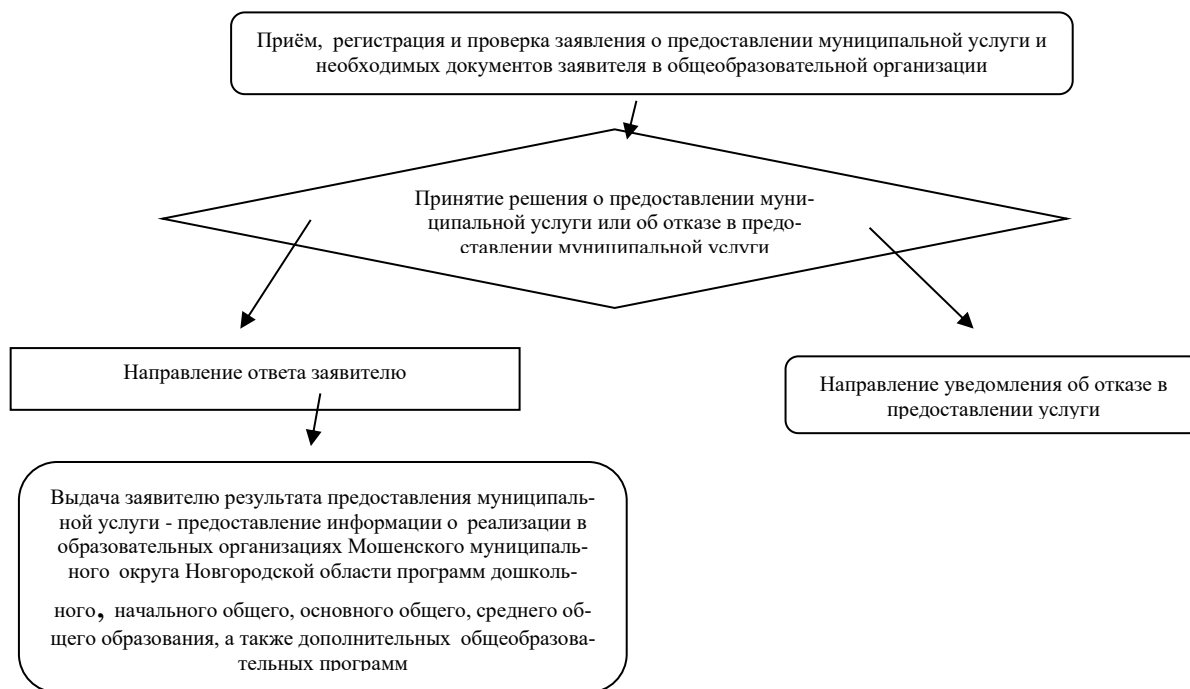 Приём, регистрация и проверка заявления о предоставлении муниципальной услуги и
необходимых документов заявителя в общеобразовательной организации
Принятие решения о предоставлении муни-
ципальной услуги или об отказе в предо-
ставлении муниципальной услуги
Направление ответа заявителю
Направление уведомления об отказе в
предоставлении услуги
Выдача заявителю результата предоставления муниципаль-
ной услуги - предоставление информации о реализации в
образовательных организациях Мошенского муниципаль-
ного округа Новгородской области программ дошколь-
ного, начального общего, основного общего, среднего об-
щего образования, а также дополнительных общеобразова-
тельных программ